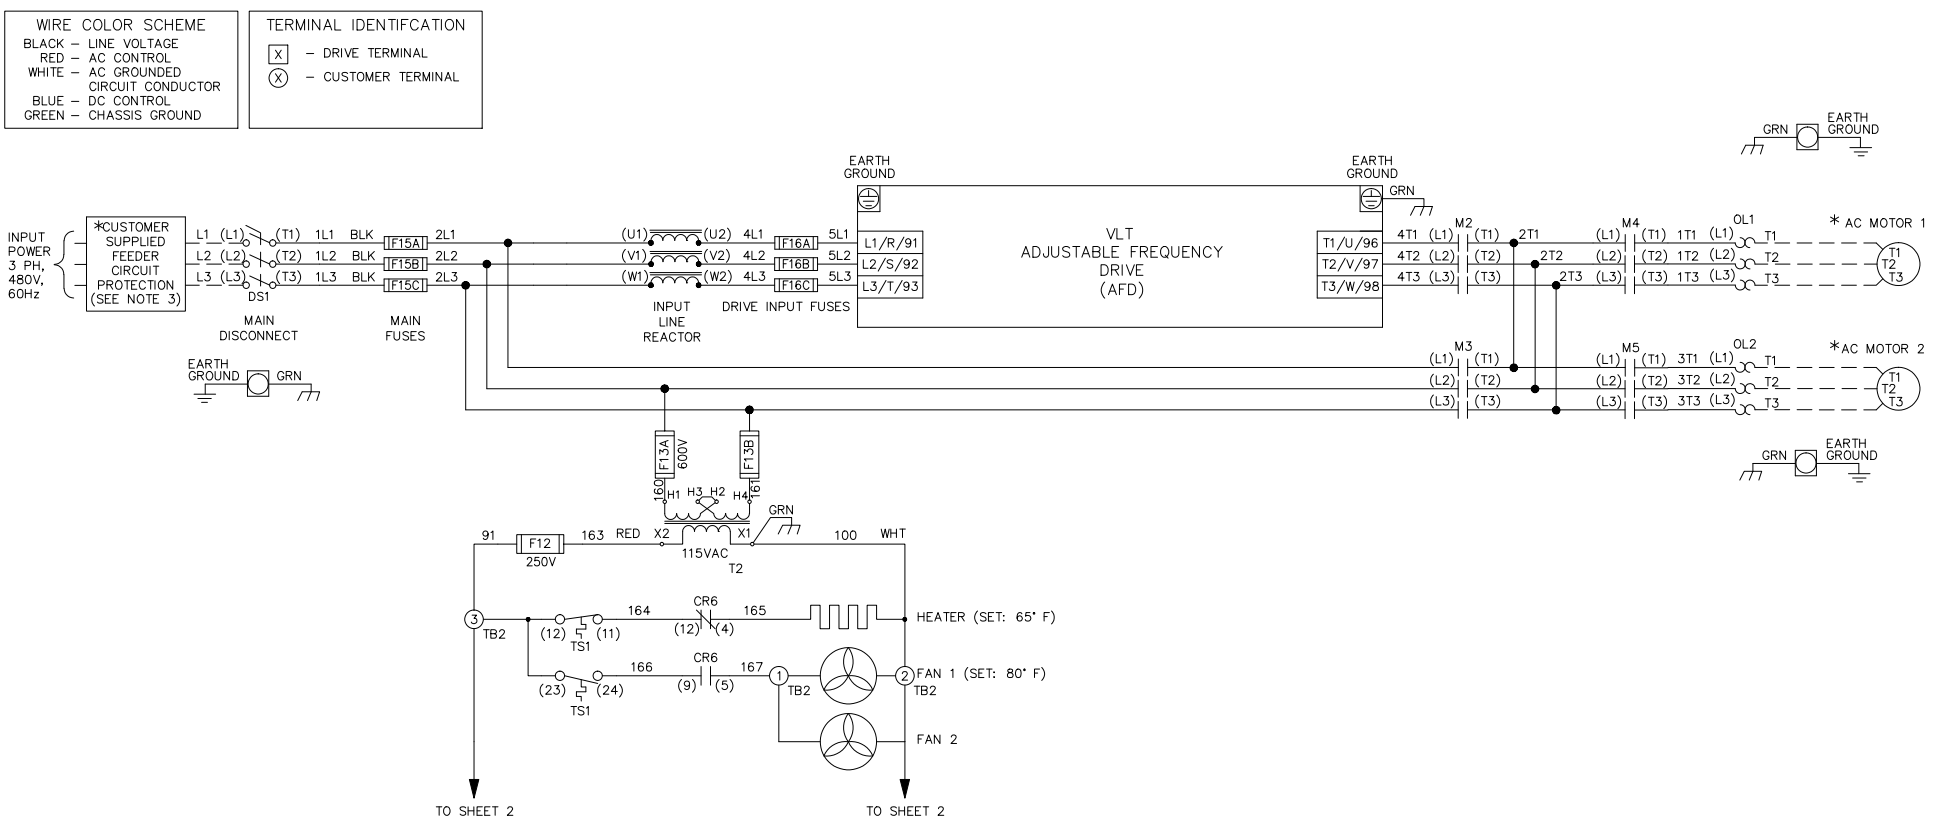 WIRE COLOR SCHEME
BLACK – LINE VOLTAGE
RED – AC CONTROL
WHITE – AC GROUNDED
CIRCUIT CONDUCTOR
BLUE – DC CONTROL
GREEN – CHASSIS GROUND
TERMINAL IDENTIFCATION
X – DRIVE TERMINAL
X – CUSTOMER TERMINAL
GRN
EARTH
GROUND
EARTH
GROUND
EARTH
GROUND
GRN
INPUT
POWER
3 PH,
480V,
60Hz
*CUSTOMER
SUPPLIED
FEEDER
CIRCUIT
PROTECTION
(SEE NOTE 3)
L1 (L1) (T1) 1L1 BLK F15A 2L1 (U1) (U2) 4L1 F16A 5L1 L1/R/91
L2 (L2) (T2) 1L2 BLK F15B 2L2 (V1) (V2) 4L2 F16B 5L2 L2/S/92
L3 (L3) (T3) 1L3 BLK F15C 2L3 (W1) (W2) 4L3 F16C 5L3 L3/T/93
DS1
MAIN
DISCONNECT
MAIN
FUSES
INPUT
LINE
REACTOR
DRIVE INPUT FUSES
VLT
ADJUSTABLE FREQUENCY
DRIVE
(AFD)
M2 M4 OL1 * AC MOTOR 1
T1/U/96 4T1 (L1) (T1) 2T1 (L1) (T1) 1T1 (L1) T1 T1
T2/V/97 4T2 (L2) (T2) 2T2 (L2) (T2) 1T2 (L2) T2 T2
T3/W/98 4T3 (L3) (T3) 2T3 (L3) (T3) 1T3 (L3) T3 T3
M3 M5 OL2 *AC MOTOR 2
(L1) (T1) (L1) (T1) 3T1 (L1) T1 T1
(L2) (T2) (L2) (T2) 3T2 (L2) T2 T2
(L3) (T3) (L3) (T3) 3T3 (L3) T3 T3
EARTH
GROUND GRN
GRN
EARTH
GROUND
F13A
600V
F13B
160
161
H1 H3 H2 H4
GRN
91 F12 163 RED X2 X1 100 WHT
250V
115VAC
T2
3
TB2
(12) (11) 164 CR6 (12) (4) 165 HEATER (SET: 65° F)
TS1
(23) (24) 166 CR6 (9) (5) 167 1 TB2 2 TB2 FAN 1 (SET: 80° F)
TS1
FAN 2
TO SHEET 2
TO SHEET 2